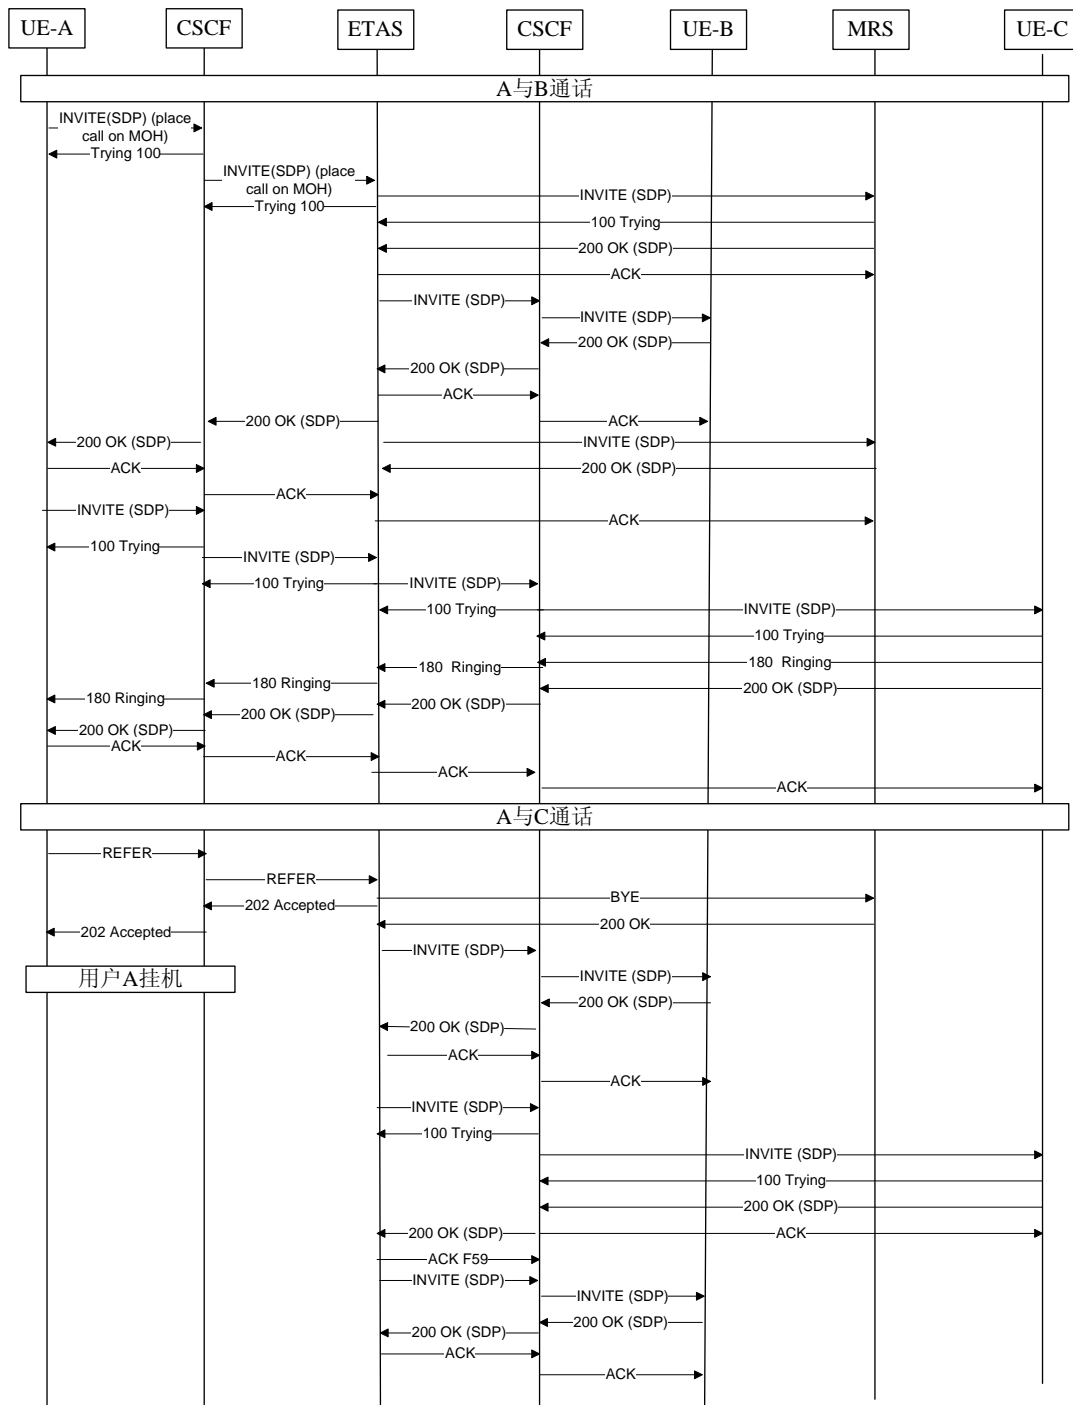 UE-A CSCF ETAS CSCF UE-B MRS UE-C
A与B通话
INVITE(SDP) (place
call on MOH)
Trying 100
INVITE(SDP) (place
call on MOH)
INVITE (SDP)
Trying 100
100 Trying
200 OK (SDP)
ACK
INVITE (SDP)
INVITE (SDP)
200 OK (SDP)
200 OK (SDP)
ACK
200 OK (SDP) ACK
200 OK (SDP) INVITE (SDP)
ACK 200 OK (SDP)
ACK
INVITE (SDP)
ACK
100 Trying
INVITE (SDP)
100 Trying INVITE (SDP)
100 Trying INVITE (SDP)
100 Trying
180 Ringing
180 Ringing
180 Ringing
200 OK (SDP)
180 Ringing
200 OK (SDP)
200 OK (SDP)
200 OK (SDP)
ACK
ACK
ACK
ACK
A与C通话
REFER
REFER
BYE
202 Accepted
200 OK
202 Accepted
INVITE (SDP)
用户A挂机
INVITE (SDP)
200 OK (SDP)
200 OK (SDP)
ACK
ACK
INVITE (SDP)
100 Trying
INVITE (SDP)
100 Trying
200 OK (SDP)
200 OK (SDP) ACK
ACK F59
INVITE (SDP)
INVITE (SDP)
200 OK (SDP)
200 OK (SDP)
ACK
ACK